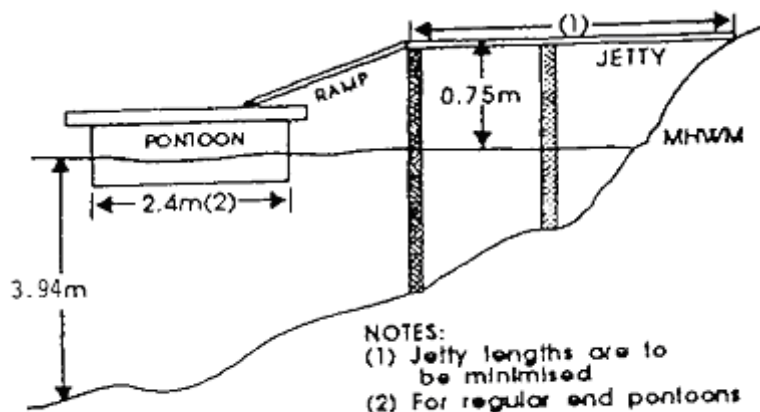 (1)
JETTY
RAMP
0.75m
PONTOON
MHWM
2.4m(2)
3.94m
NOTES:
(1) Jetty lengths are to
be minimised
(2) For regular end pontoons